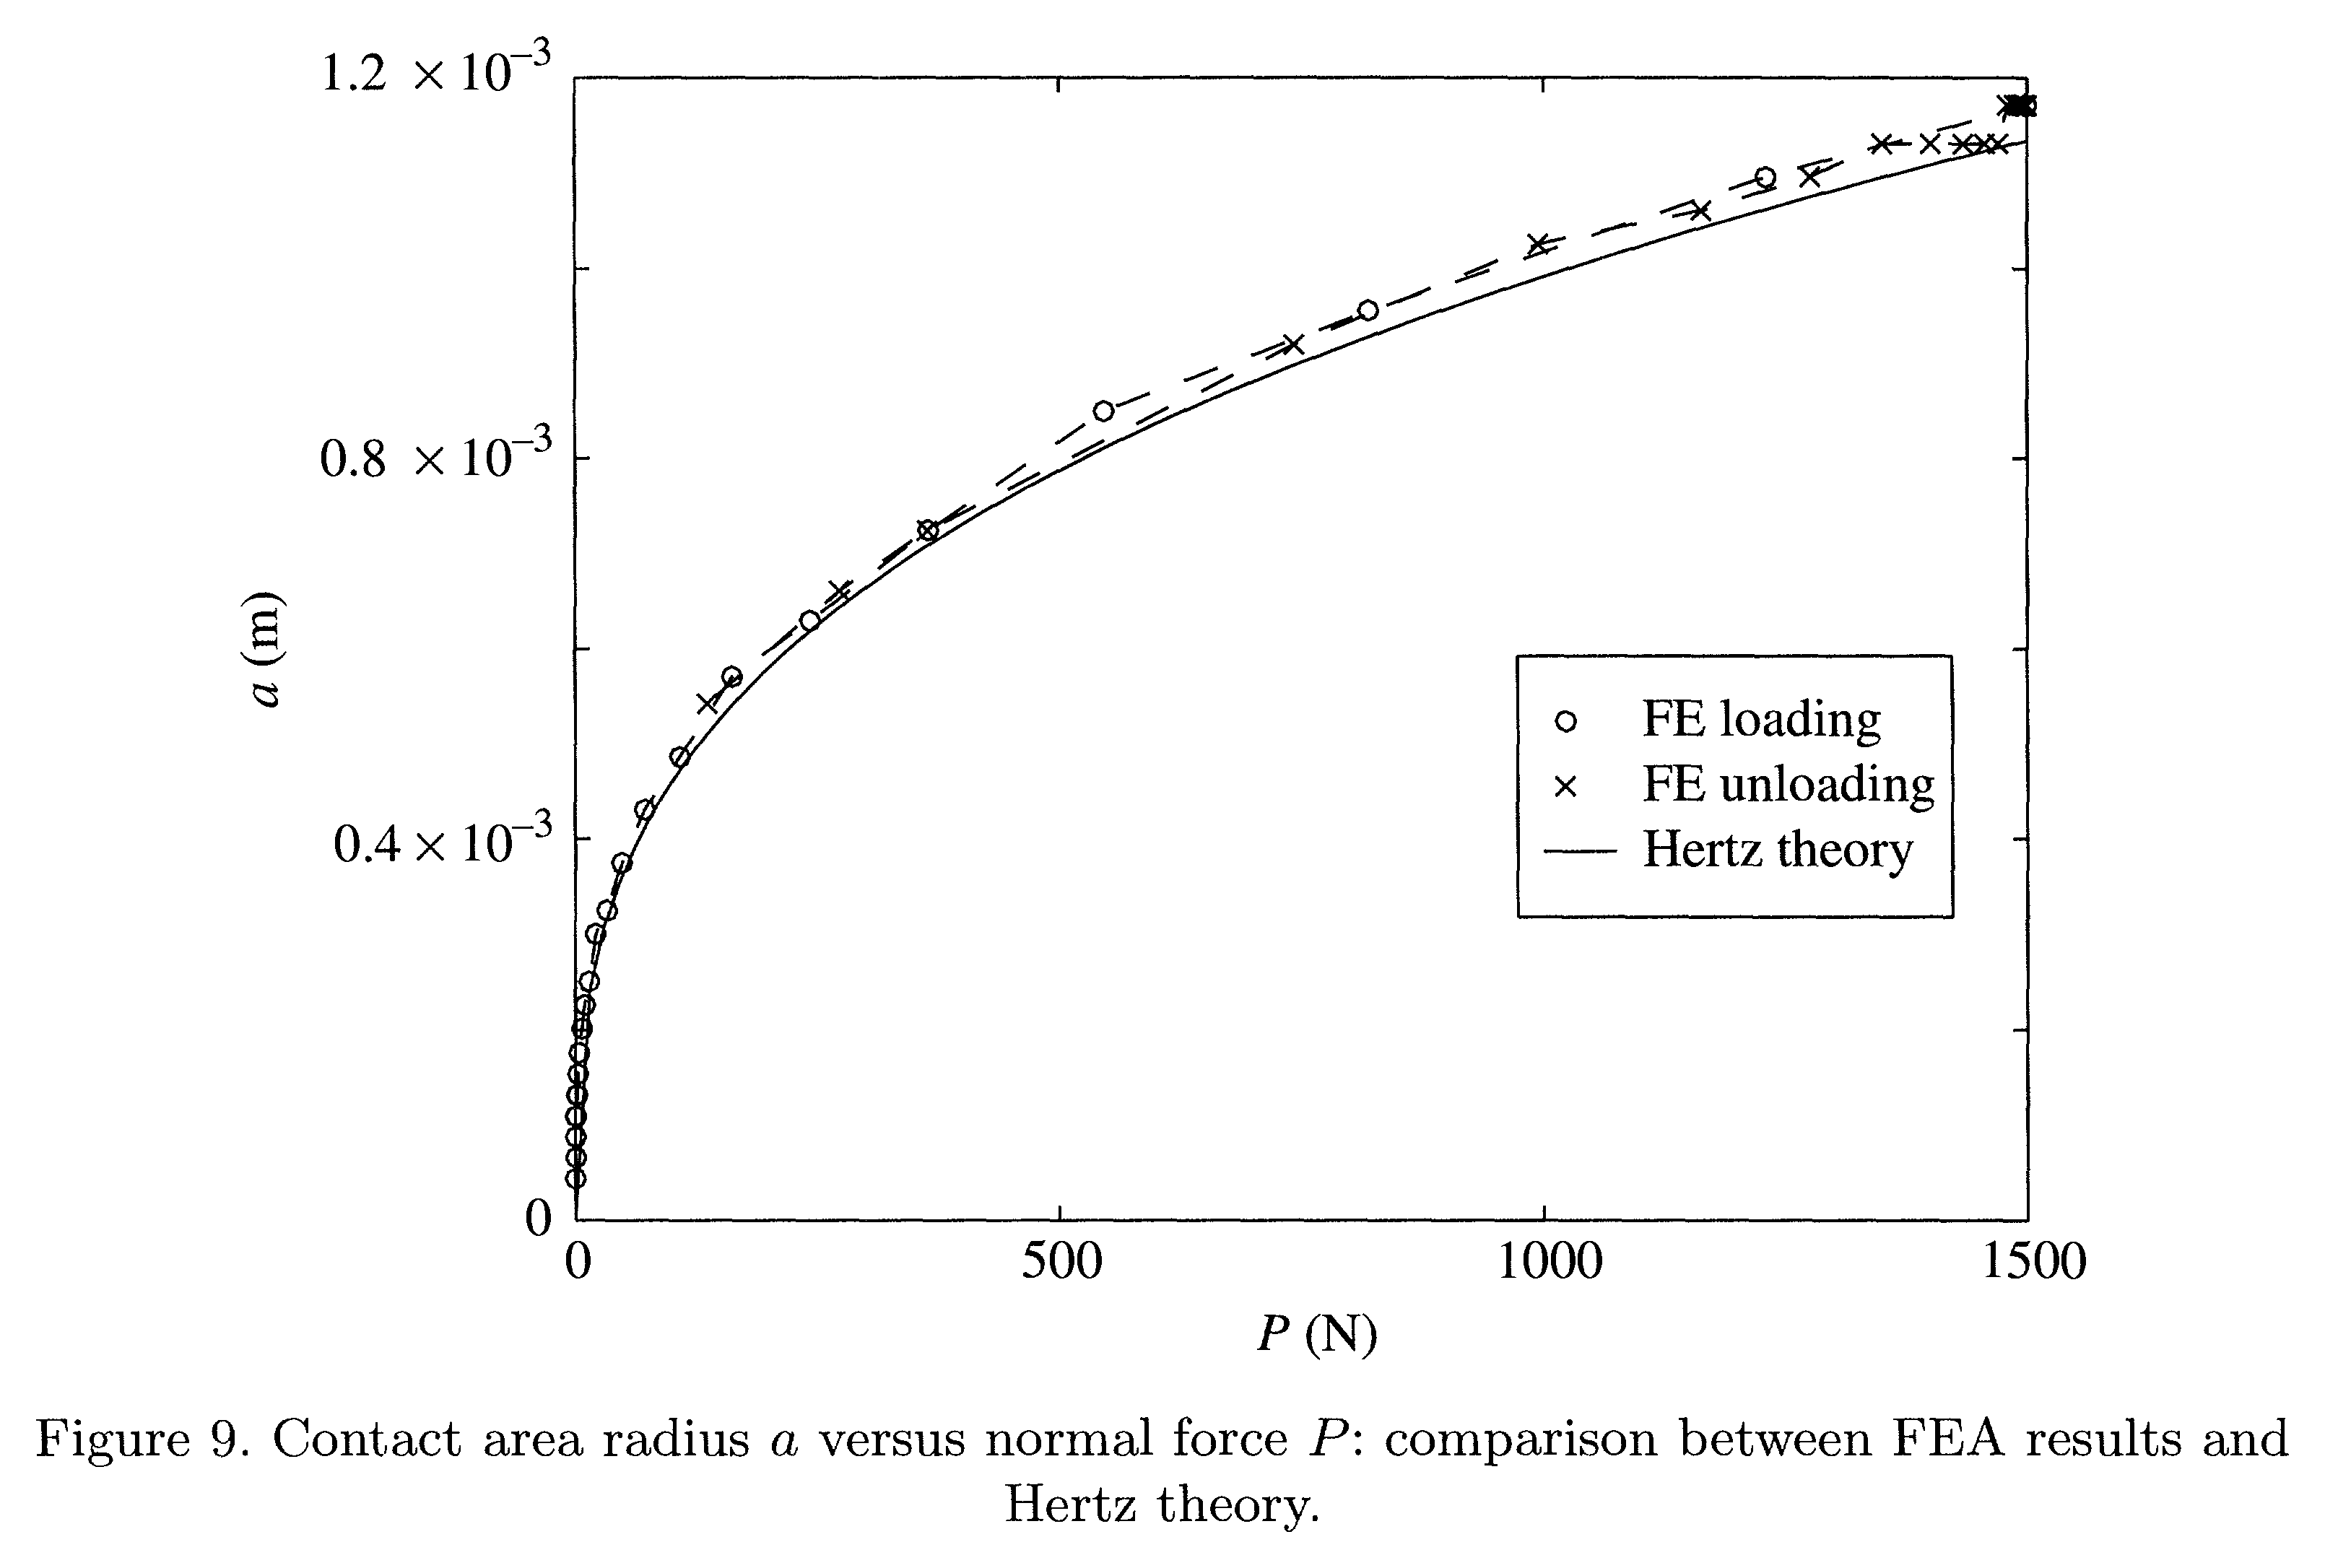 1.2 × 10⁻³
0.8 × 10⁻³
0.4 × 10⁻³
0
a (m)
FE loading
FE unloading
Hertz theory
0 500 1000 1500
P (N)
Figure 9. Contact area radius a versus normal force P: comparison between FEA results and
Hertz theory.